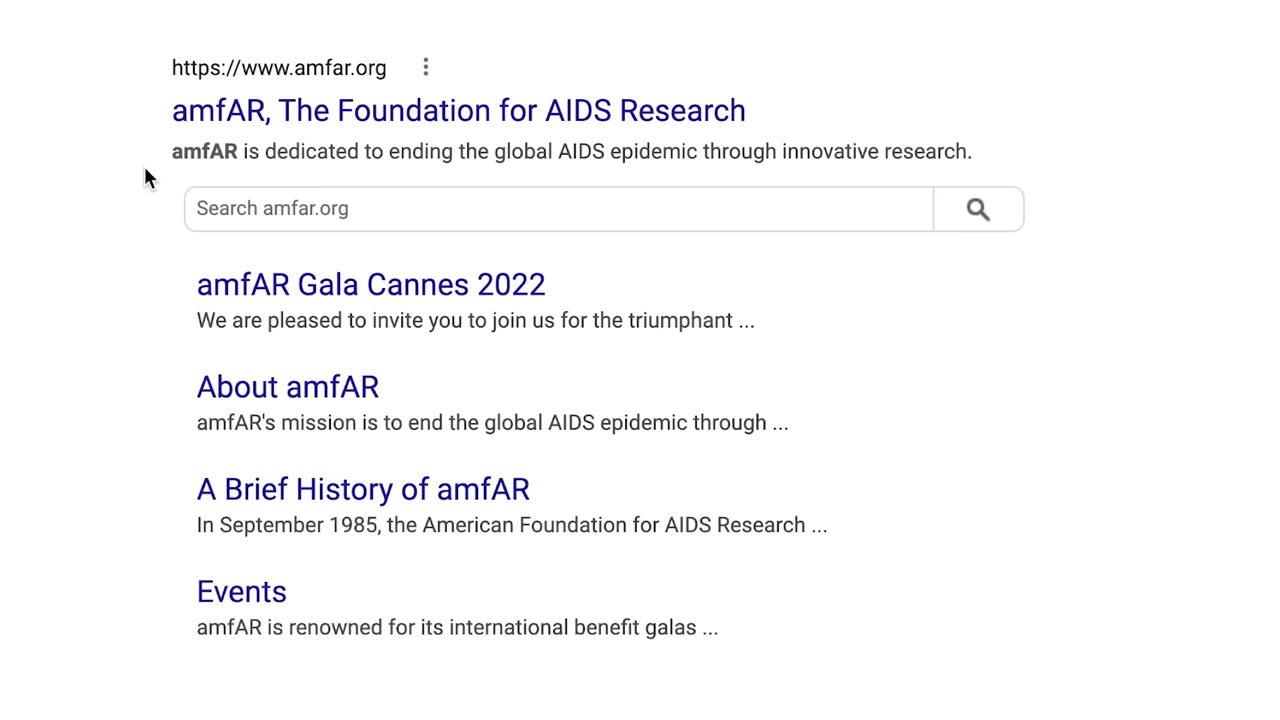 https://www.amfar.org
amfAR, The Foundation for AIDS Research
amfAR is dedicated to ending the global AIDS epidemic through innovative research.
Search amfar.org
amfAR Gala Cannes 2022
We are pleased to invite you to join us for the triumphant ...
About amfAR
amfAR's mission is to end the global AIDS epidemic through ...
A Brief History of amfAR
In September 1985, the American Foundation for AIDS Research ...
Events
amfAR is renowned for its international benefit galas ...